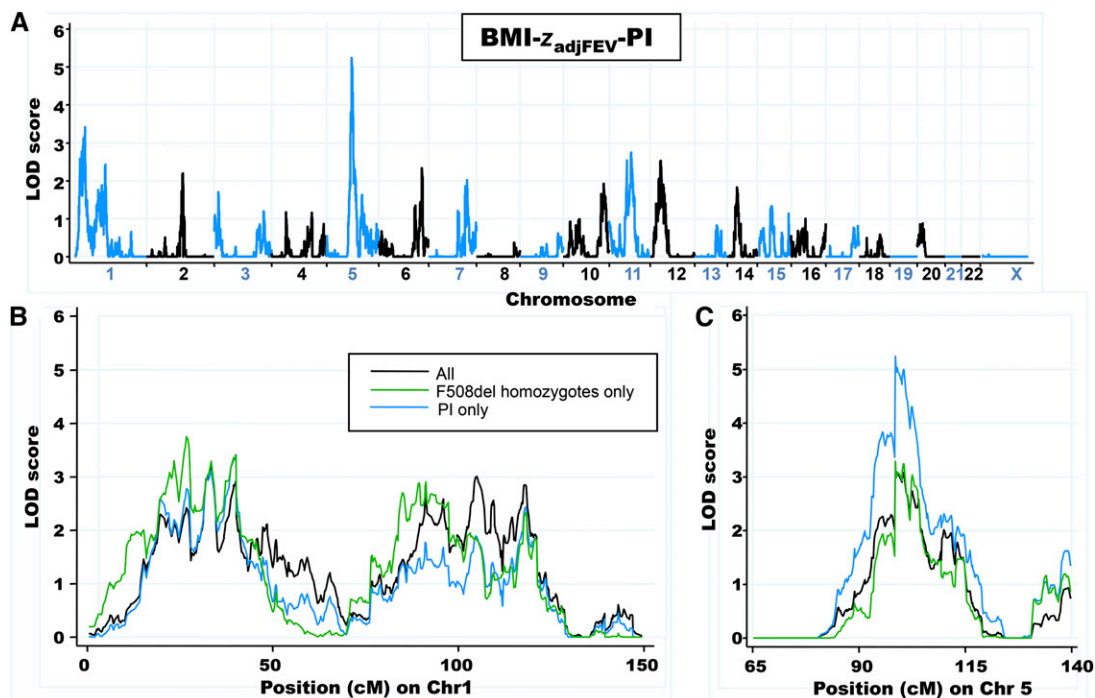 A
BMI-zadjFEV-PI
LOD score
6
5
4
3
2
1
0
1 2 3 4 5 6 7 8 9 10 11 12 13 14 15 16 17 18 19 20 21 22 X
Chromosome
B
LOD score
6
5
4
3
2
1
0
All
F508del homozygotes only
PI only
0 50 100 150
Position (cM) on Chr1
C
LOD score
6
5
4
3
2
1
0
65 90 115 140
Position (cM) on Chr 5